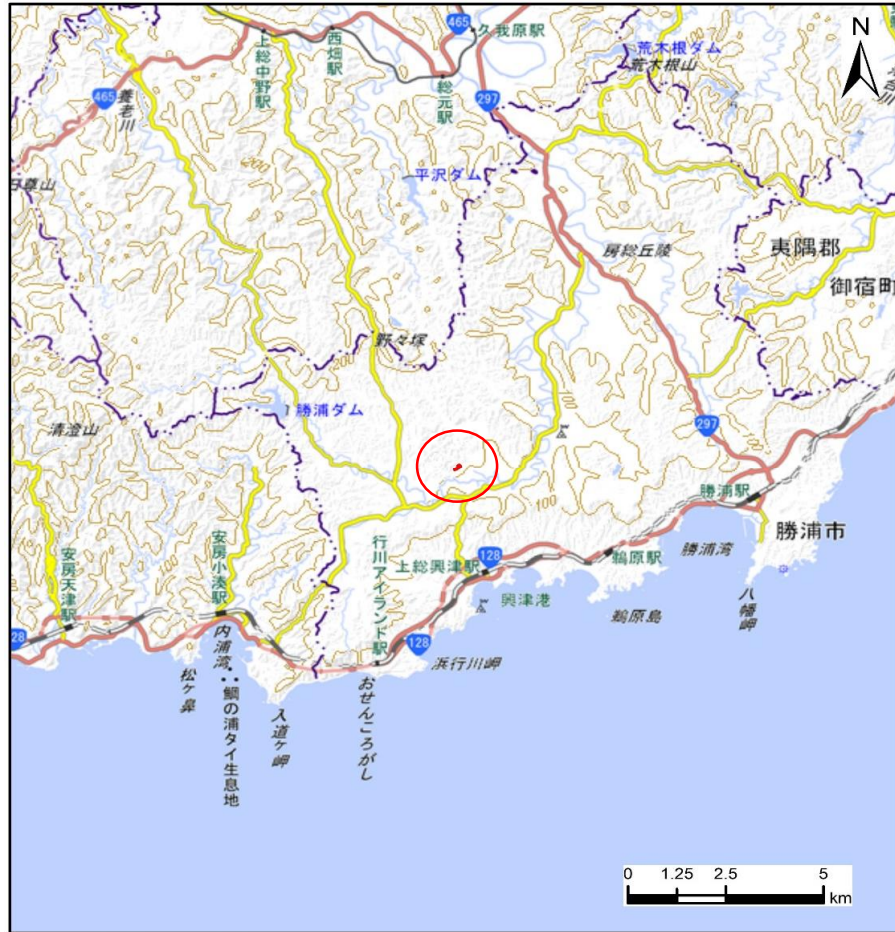 465
久我原駅
荒木根ダム
荒木根山
N
上総中野駅
西畑駅
総元駅
465
養老川
297
200
平沢ダム
房総丘陵
夷隅郡
御宿町
野々塚
200
勝浦ダム
清澄山
297
100
勝浦駅
勝浦市
安房天津駅
安房小湊駅
行川アイランド駅
上総興津駅
128
鵜原駅
勝浦湾
興津港
鵜原島
八幡岬
128
内浦湾
128
浜行川岬
松ヶ鼻
鯛の浦タイ生息地
入道ヶ岬
おせんころがし
0 1.25 2.5 5
km